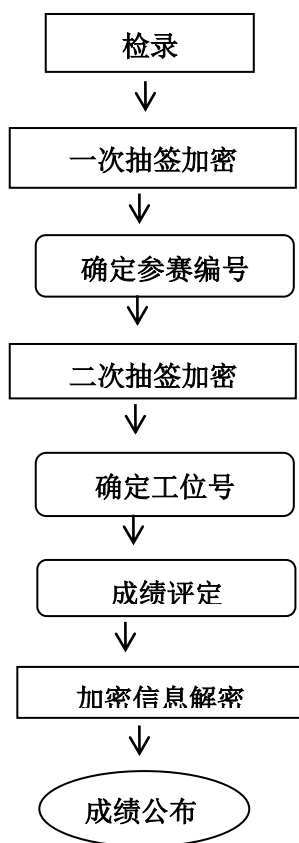 检录
一次抽签加密
确定参赛编号
二次抽签加密
确定工位号
成绩评定
加密信息解密
成绩公布